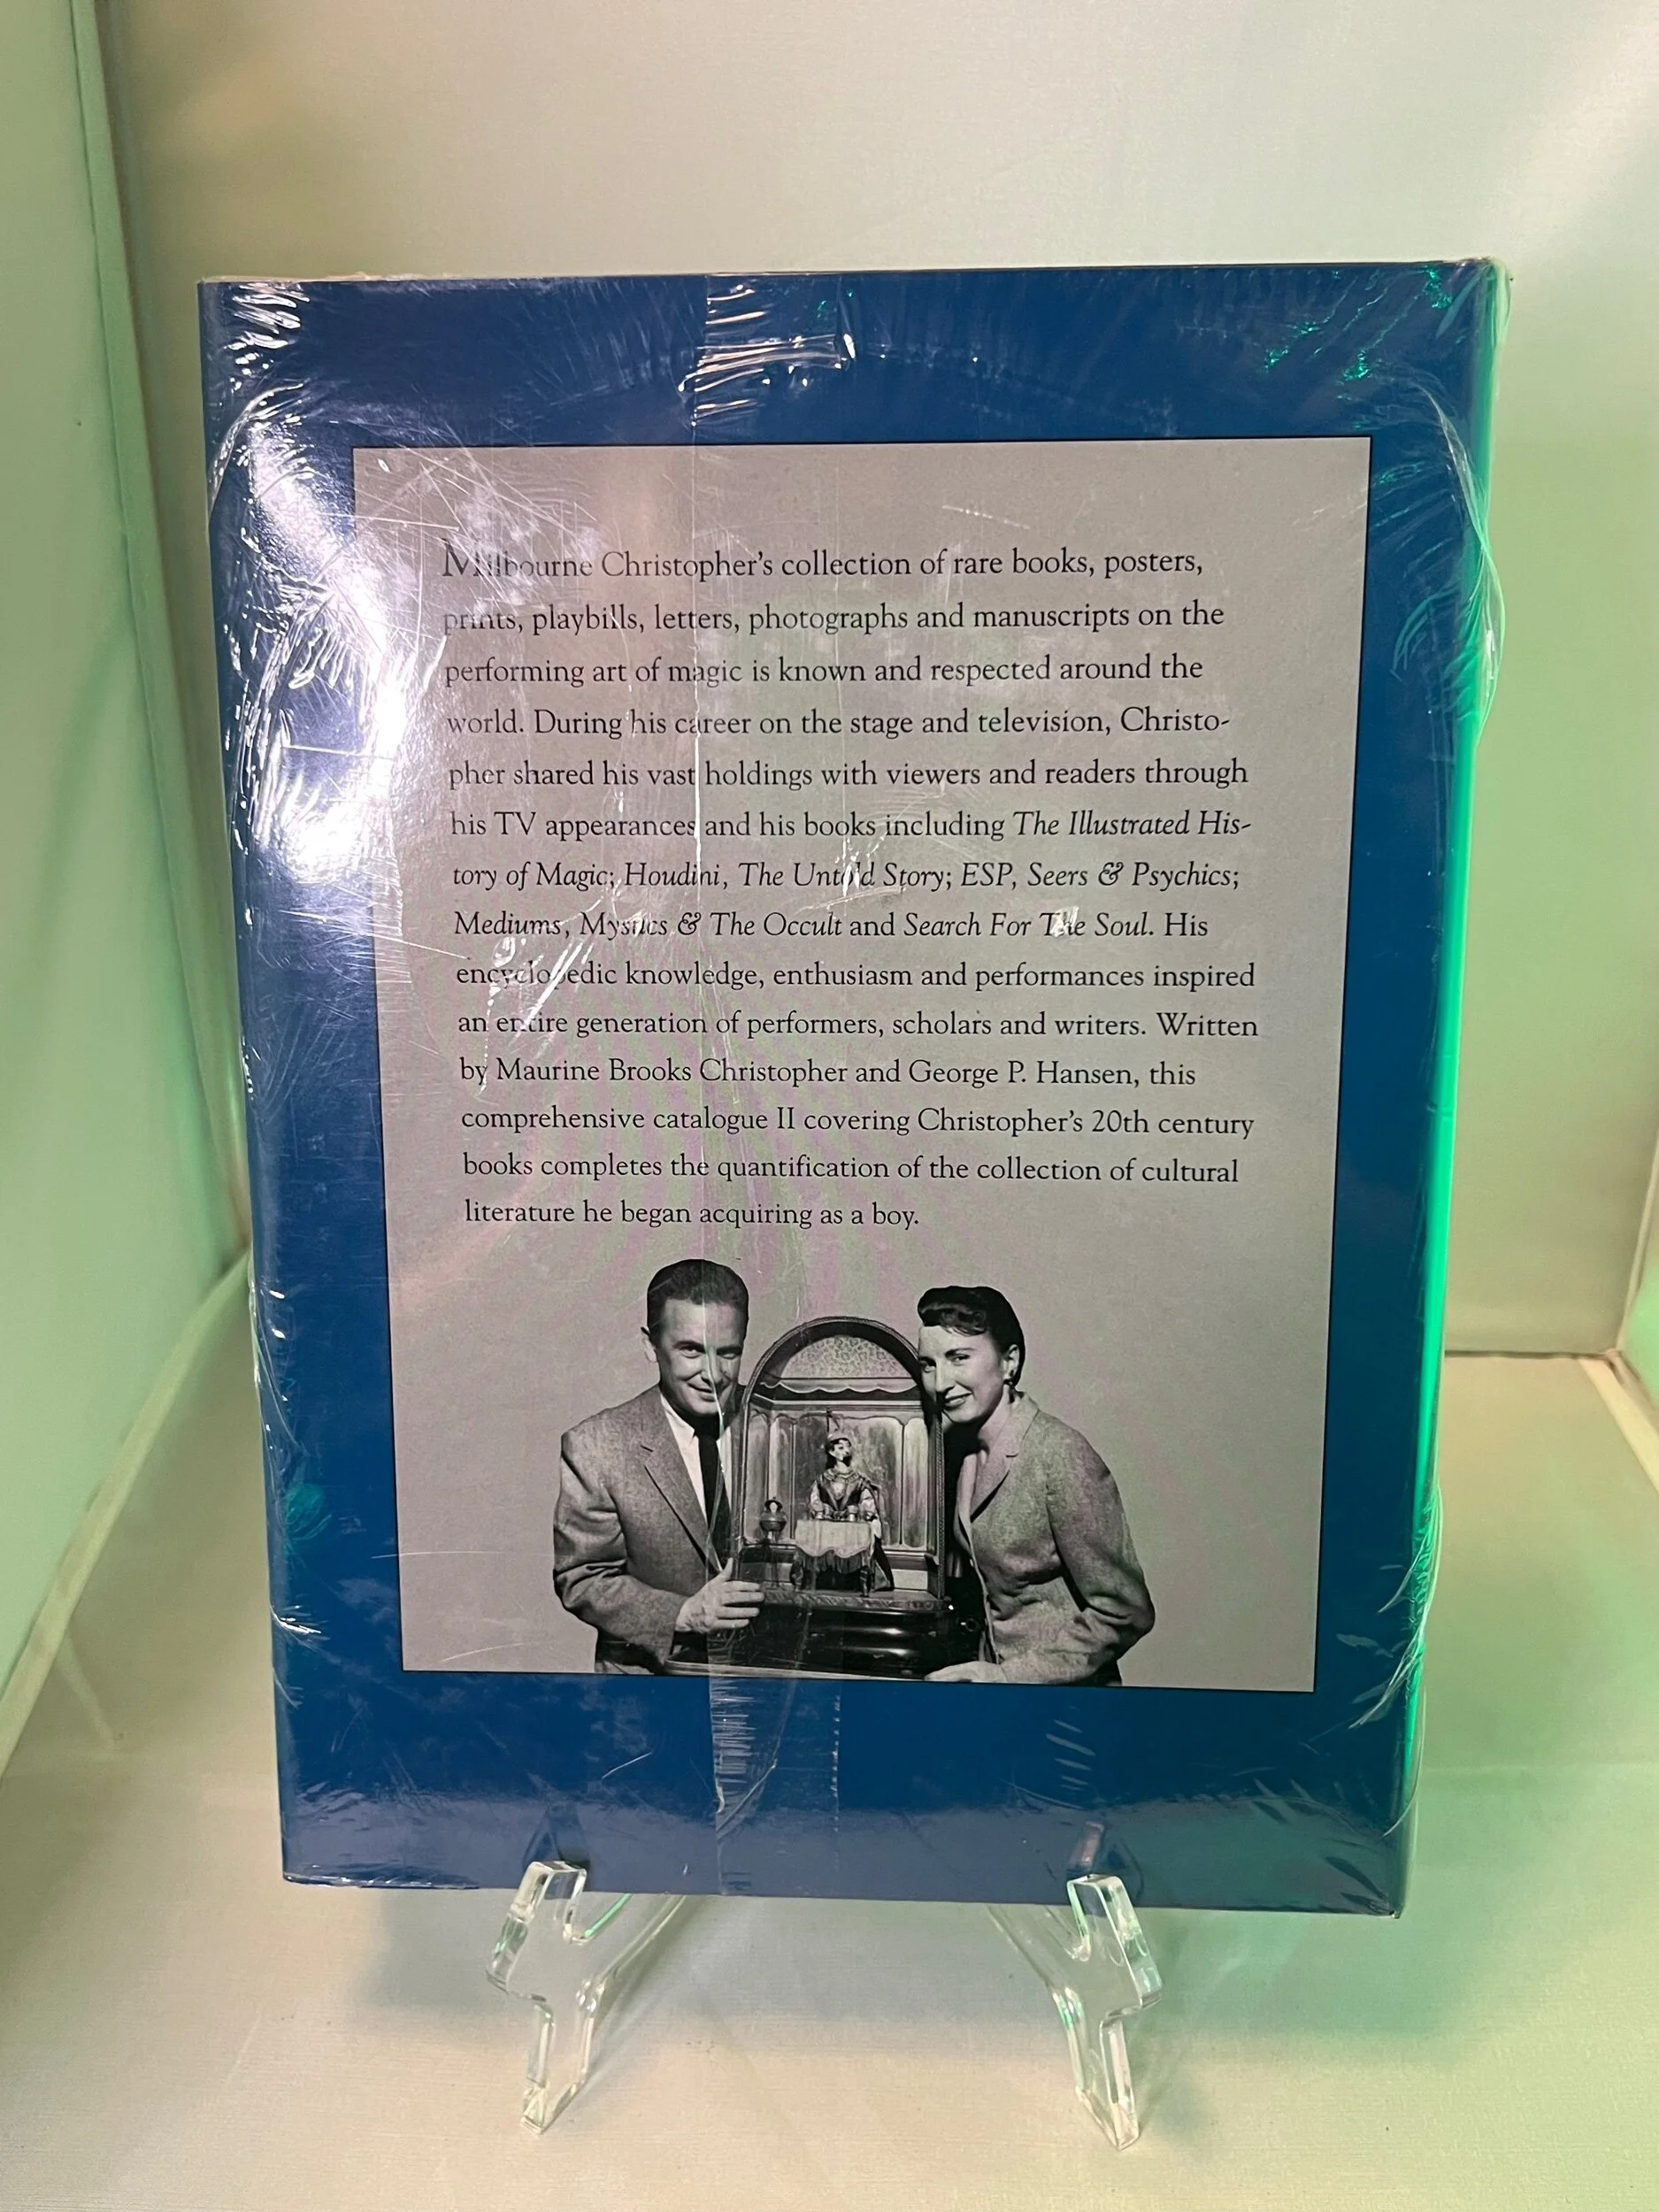 Milbourne Christopher's collection of rare books, posters,
prints, playbills, letters, photographs and manuscripts on the
performing art of magic is known and respected around the
world. During his career on the stage and television, Christo-
pher shared his vast holdings with viewers and readers through
his TV appearances and his books including The Illustrated His-
tory of Magic; Houdini, The Untold Story; ESP, Seers & Psychics;
Mediums, Mystics & The Occult and Search For The Soul. His
encyclopedic knowledge, enthusiasm and performances inspired
an entire generation of performers, scholars and writers. Written
by Maurine Brooks Christopher and George P. Hansen, this
comprehensive catalogue II covering Christopher's 20th century
books completes the quantification of the collection of cultural
literature he began acquiring as a boy.